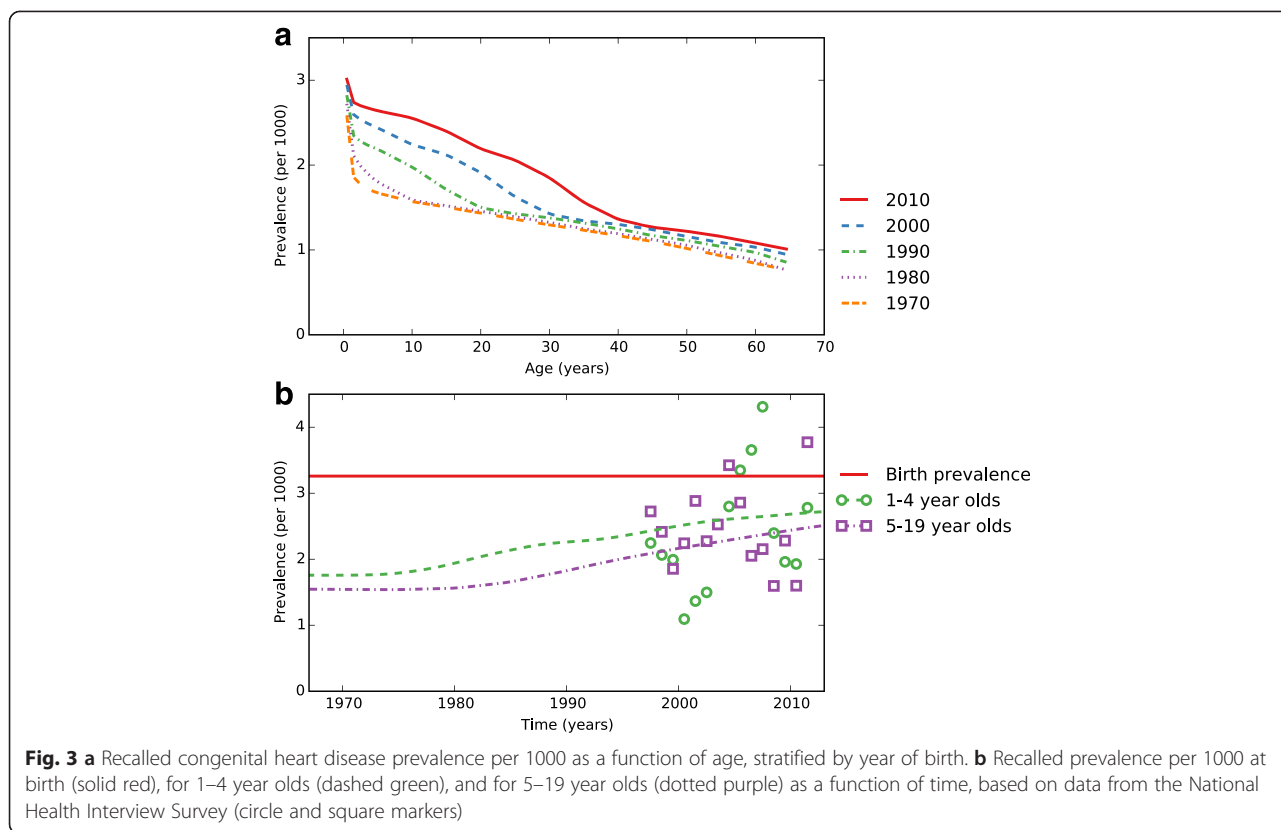 a
Prevalence (per 1000)
3
2
1
0
0 10 20 30 40 50 60 70
Age (years)
2010
2000
1990
1980
1970
b
Prevalence (per 1000)
4
3
2
1
0
1970 1980 1990 2000 2010
Time (years)
Birth prevalence
1-4 year olds
5-19 year olds
Fig. 3 a Recalled congenital heart disease prevalence per 1000 as a function of age, stratified by year of birth. b Recalled prevalence per 1000 at
birth (solid red), for 1–4 year olds (dashed green), and for 5–19 year olds (dotted purple) as a function of time, based on data from the National
Health Interview Survey (circle and square markers)